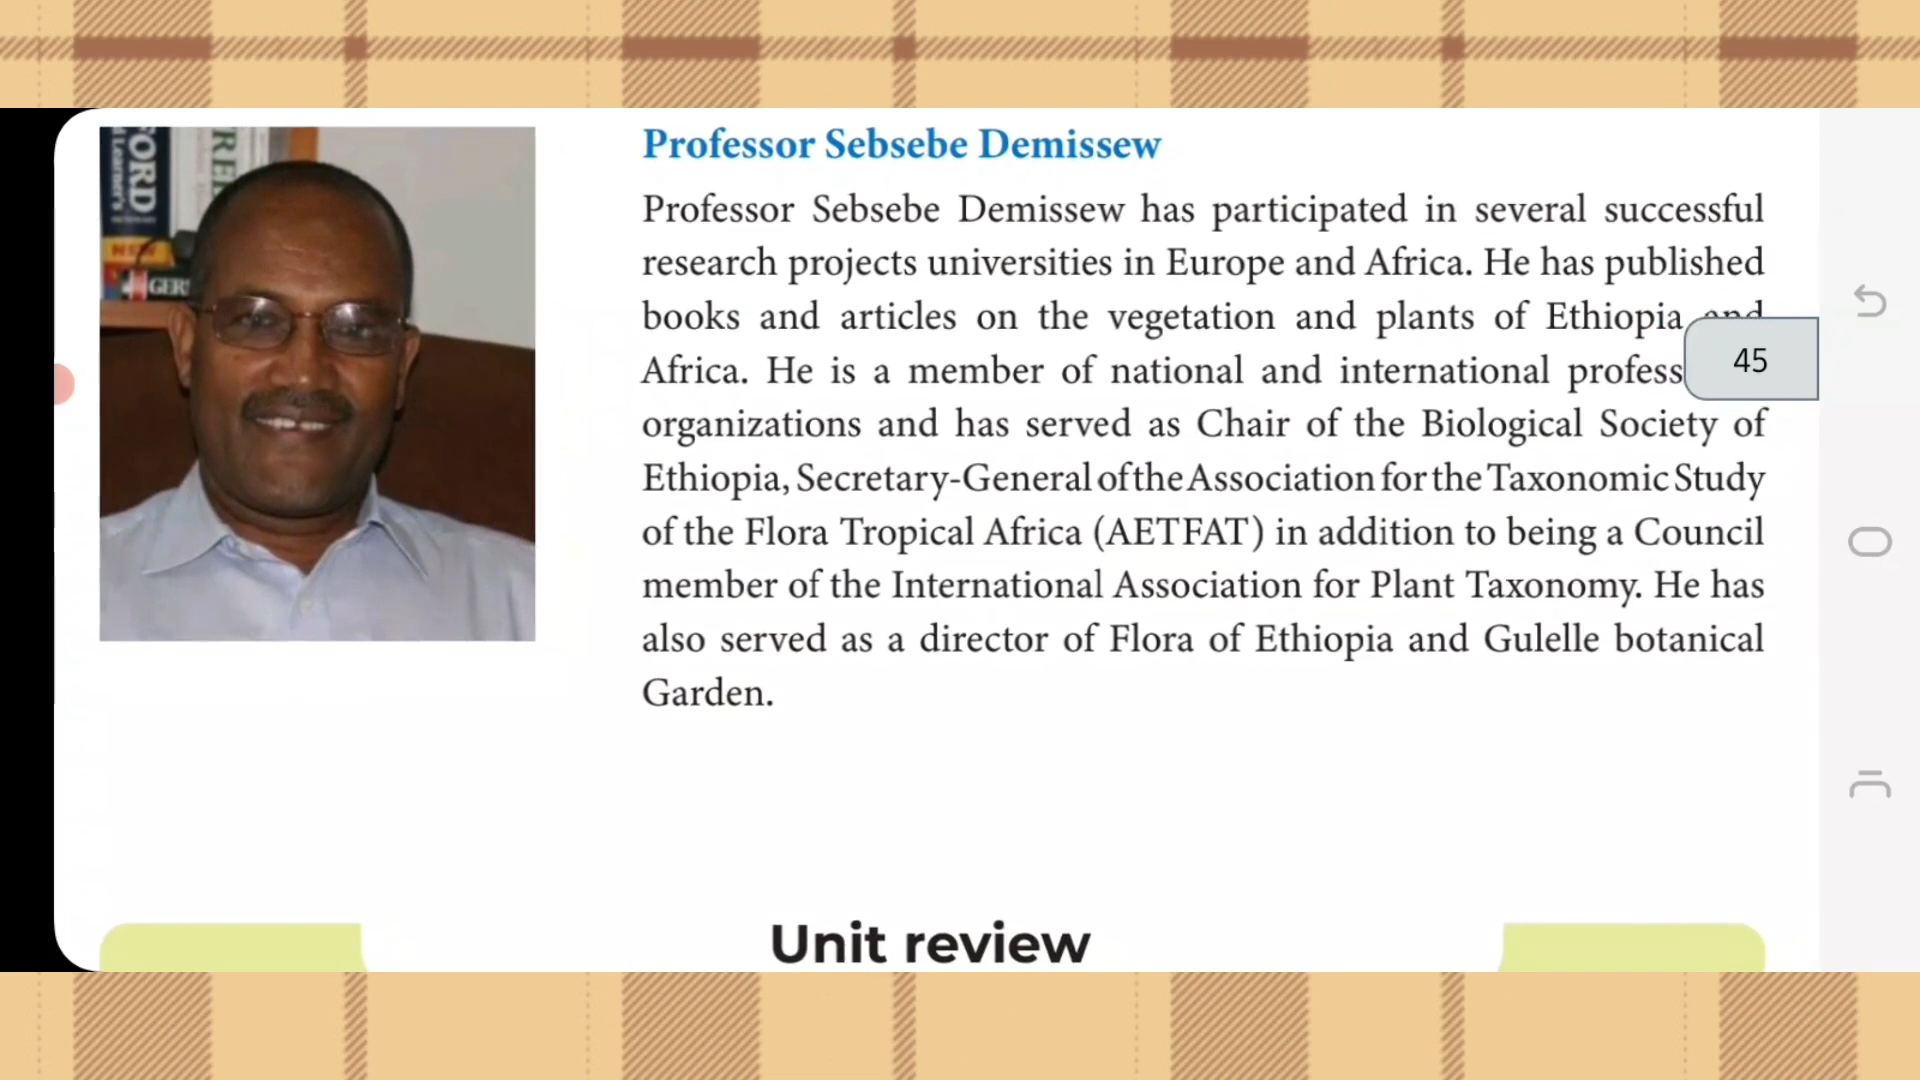 Professor Sebsebe Demissew
Professor Sebsebe Demissew has participated in several successful
research projects universities in Europe and Africa. He has published
books and articles on the vegetation and plants of Ethiopia and
Africa. He is a member of national and international profess
45
organizations and has served as Chair of the Biological Society of
Ethiopia, Secretary-General of the Association for the Taxonomic Study
of the Flora Tropical Africa (AETFAT) in addition to being a Council
member of the International Association for Plant Taxonomy. He has
also served as a director of Flora of Ethiopia and Gulelle botanical
Garden.
Unit review
ORD
Learner's
NEW
GER